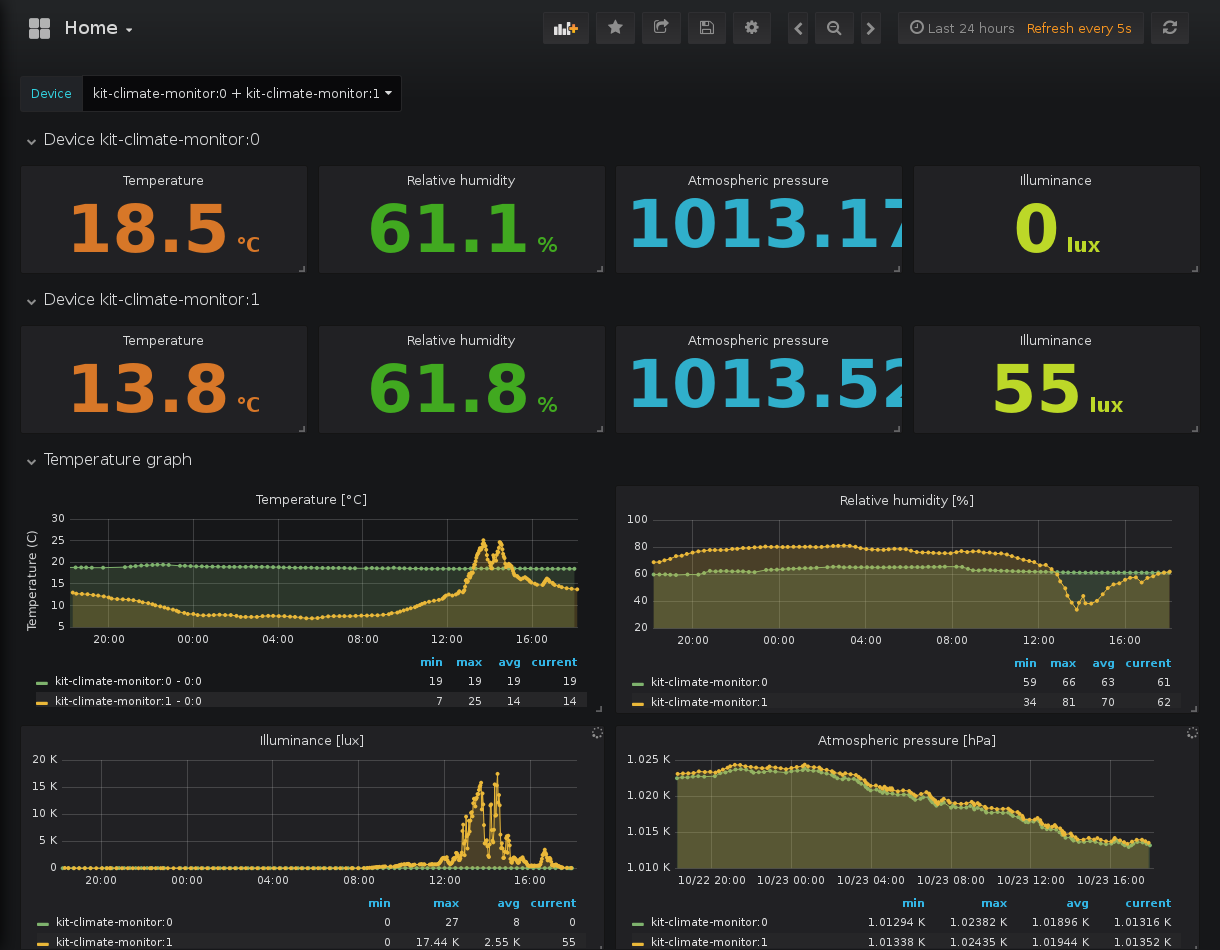 Home
Last 24 hours Refresh every 5s
Device kit-climate-monitor:0 + kit-climate-monitor:1
Device kit-climate-monitor:0
Temperature Relative humidity Atmospheric pressure Illuminance
18.5 °C 61.1 % 1013.17 0 lux
Device kit-climate-monitor:1
Temperature Relative humidity Atmospheric pressure Illuminance
13.8 °C 61.8 % 1013.52 55 lux
Temperature graph
Temperature [°C]
Temperature (C)
30
25
20
15
10
5
20:00 00:00 04:00 08:00 12:00 16:00
min max avg current
kit-climate-monitor:0 - 0:0 19 19 19 19
kit-climate-monitor:1 - 0:0 7 25 14 14
Relative humidity [%]
100
80
60
40
20
20:00 00:00 04:00 08:00 12:00 16:00
min max avg current
kit-climate-monitor:0 59 66 63 61
kit-climate-monitor:1 34 81 70 62
Illuminance [lux]
20 K
15 K
10 K
5 K
0
20:00 00:00 04:00 08:00 12:00 16:00
min max avg current
kit-climate-monitor:0 0 27 8 0
kit-climate-monitor:1 0 17.44 K 2.55 K 55
Atmospheric pressure [hPa]
1.025 K
1.020 K
1.015 K
1.010 K
10/22 20:00 10/23 00:00 10/23 04:00 10/23 08:00 10/23 12:00 10/23 16:00
min max avg current
kit-climate-monitor:0 1.01294 K 1.02382 K 1.01896 K 1.01316 K
kit-climate-monitor:1 1.01338 K 1.02435 K 1.01944 K 1.01352 K